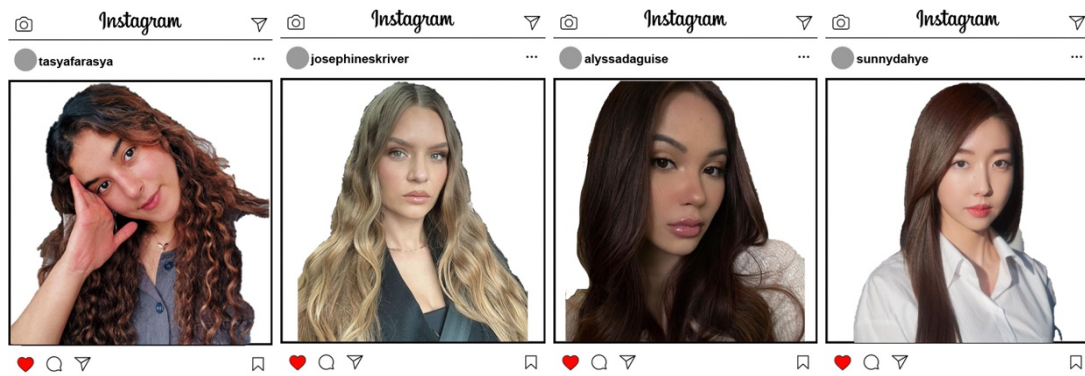 Instagram
tasyafarasya
Instagram
josephineskriver
Instagram
alyssadaguise
Instagram
sunnydahye